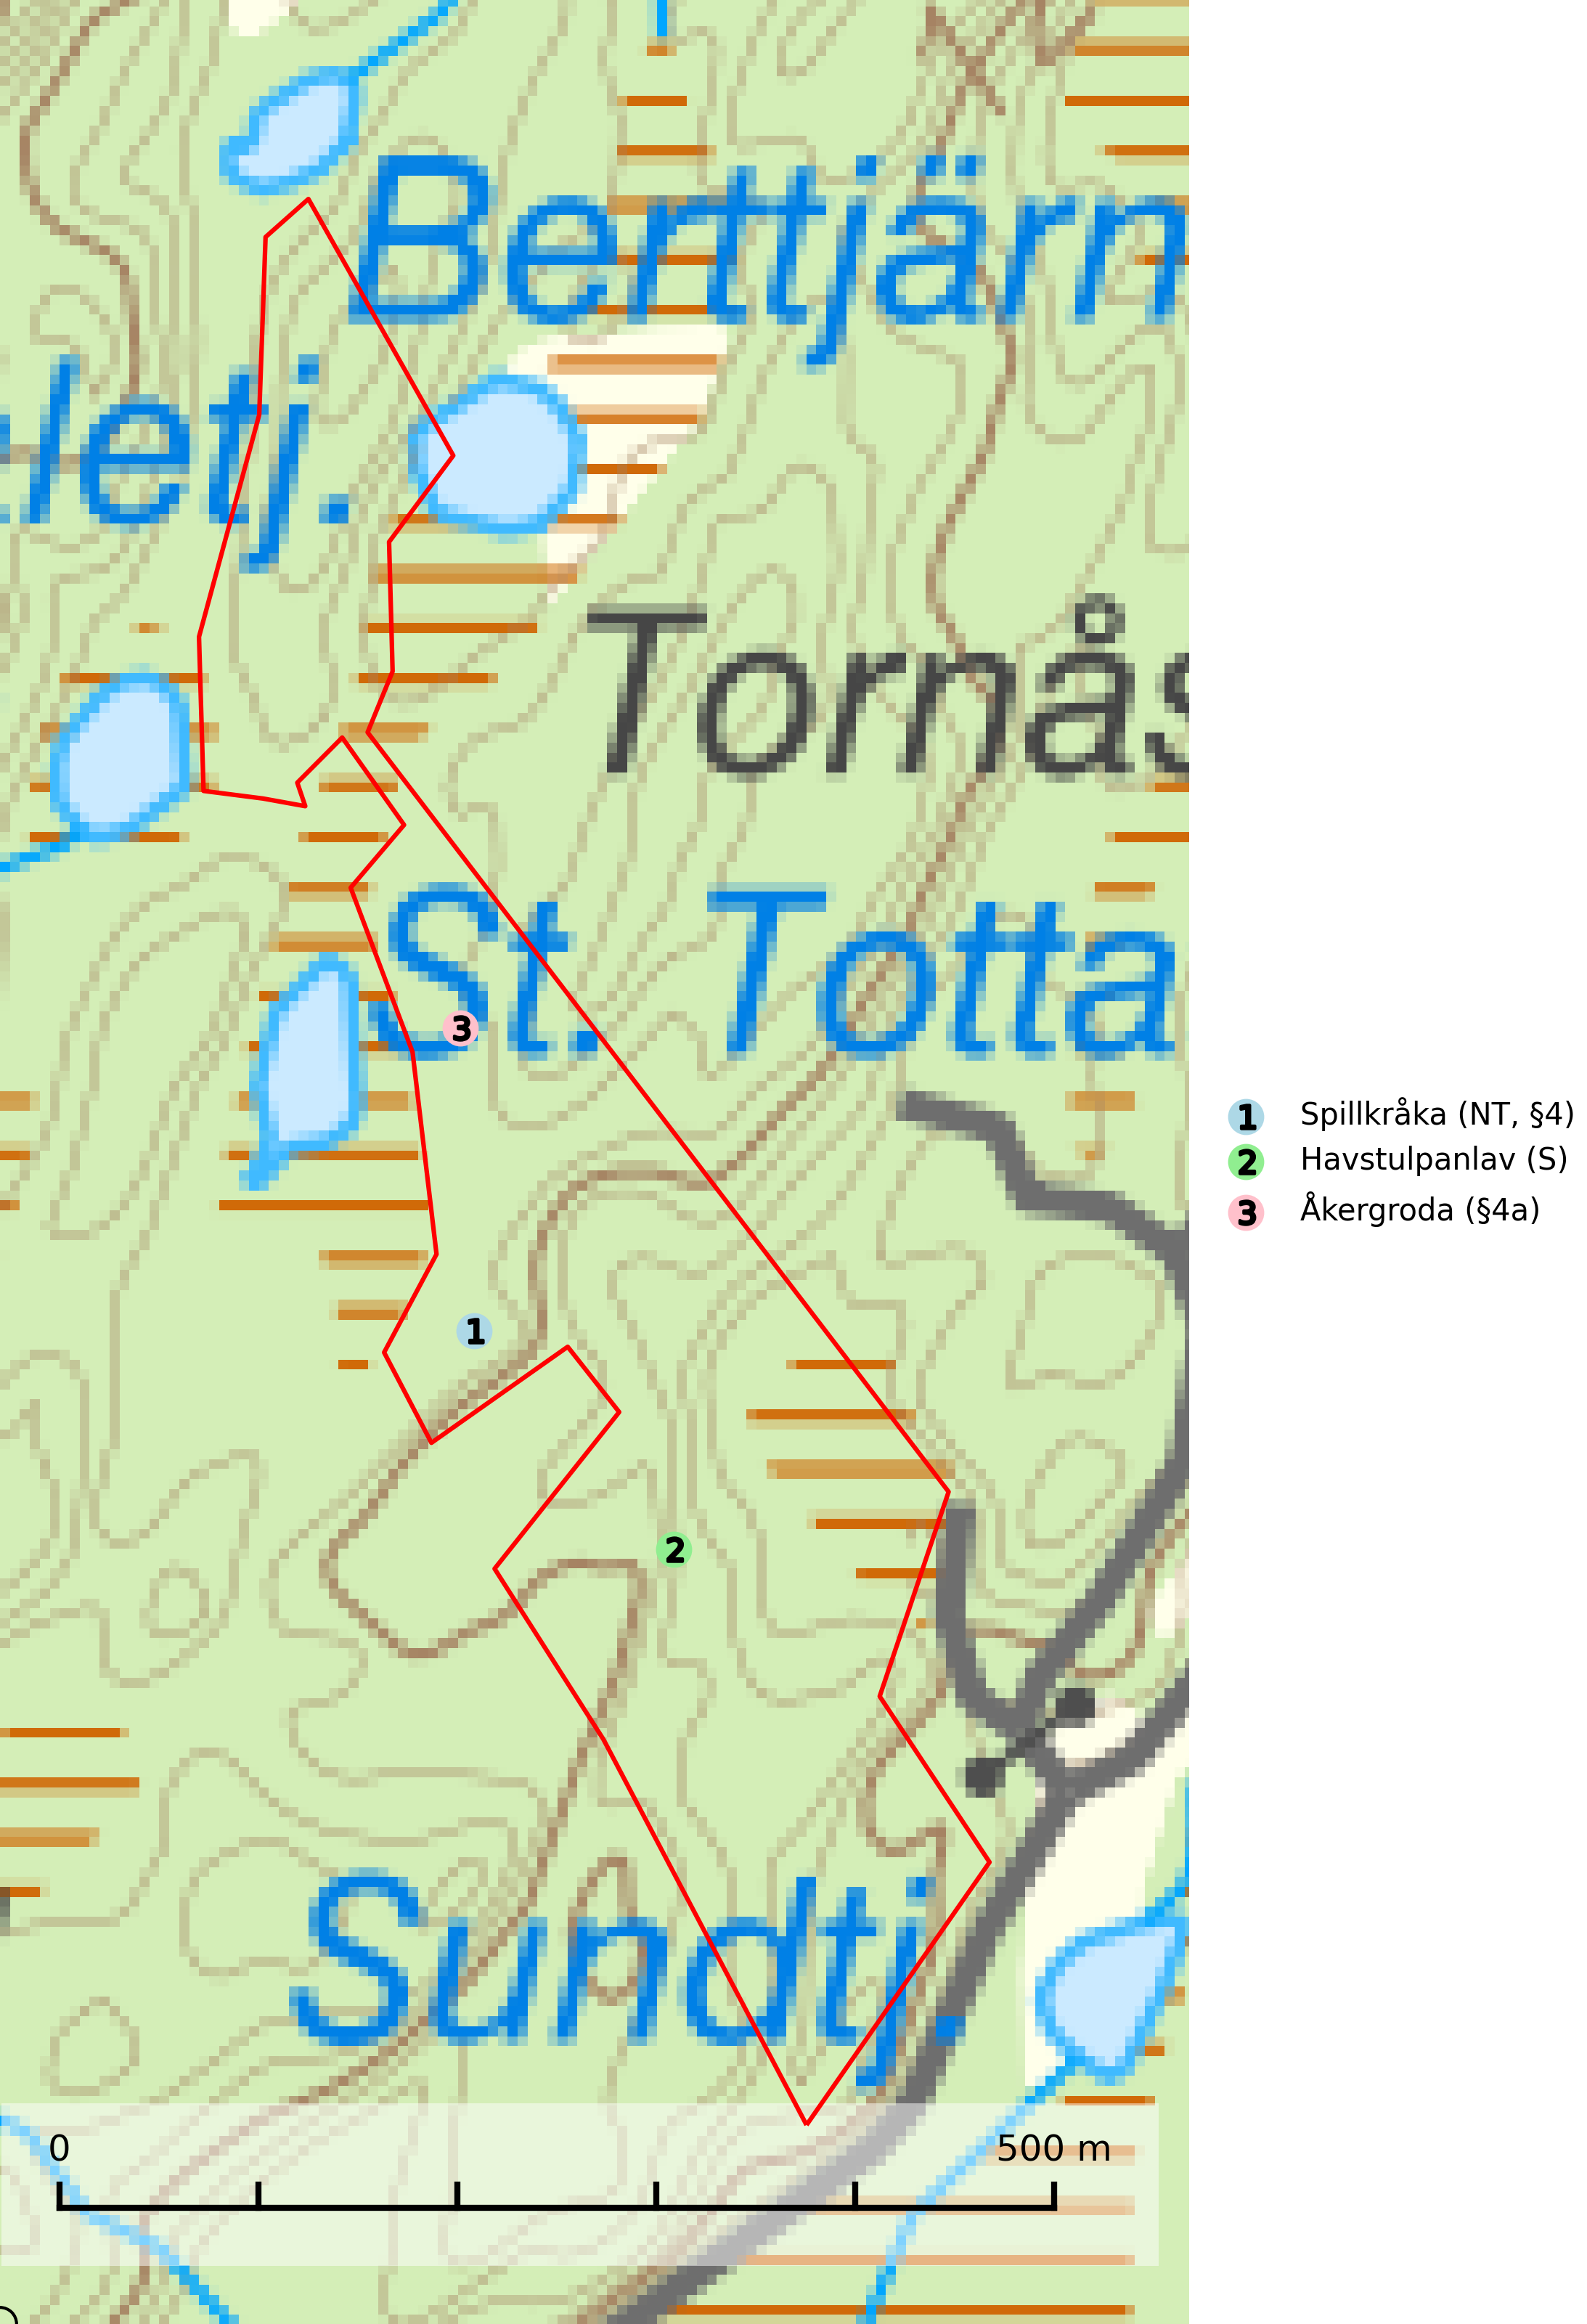 Bertjärn
letj.
Tornås
St. Totta
3
1
2
Sundtj
0 500 m
1 Spillkråka (NT, §4)
2 Havstulpanlav (S)
3 Åkergroda (§4a)